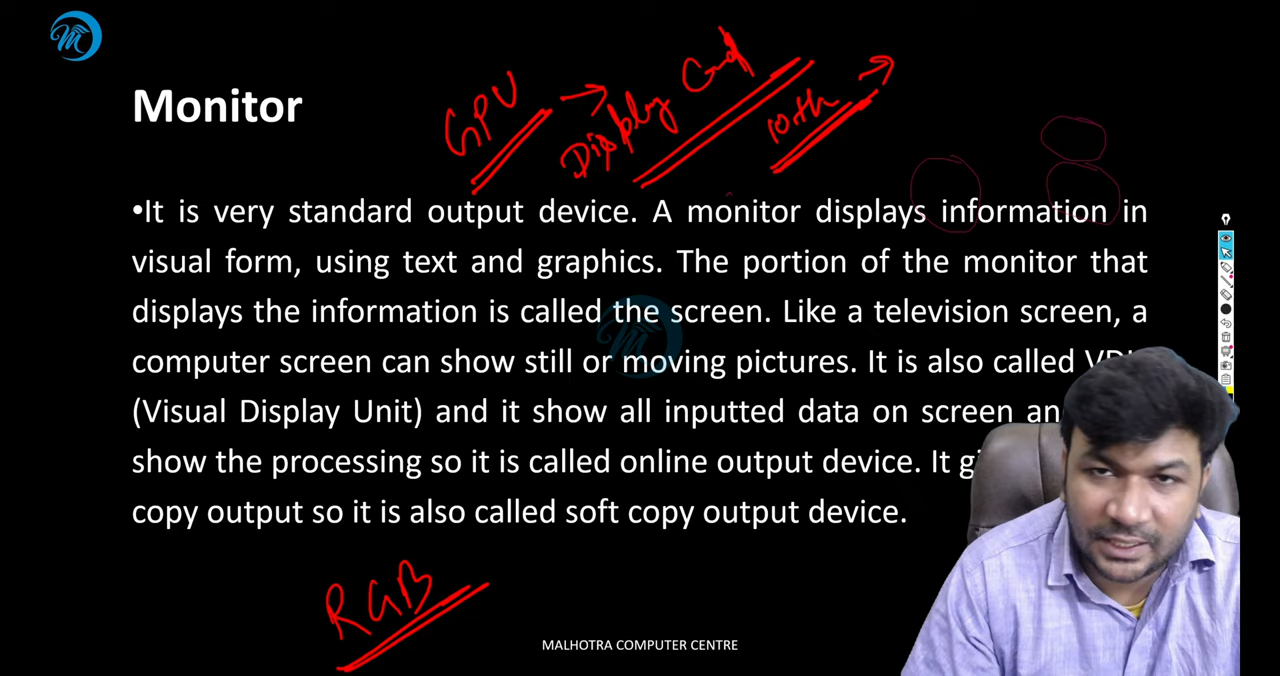 Monitor
GPU → Display Card
10th →
•It is very standard output device. A monitor displays information in
visual form, using text and graphics. The portion of the monitor that
displays the information is called the screen. Like a television screen, a
computer screen can show still or moving pictures. It is also called
(Visual Display Unit) and it show all inputted data on screen
show the processing so it is called online output device. It
copy output so it is also called soft copy output device.
RGB
MALHOTRA COMPUTER CENTRE